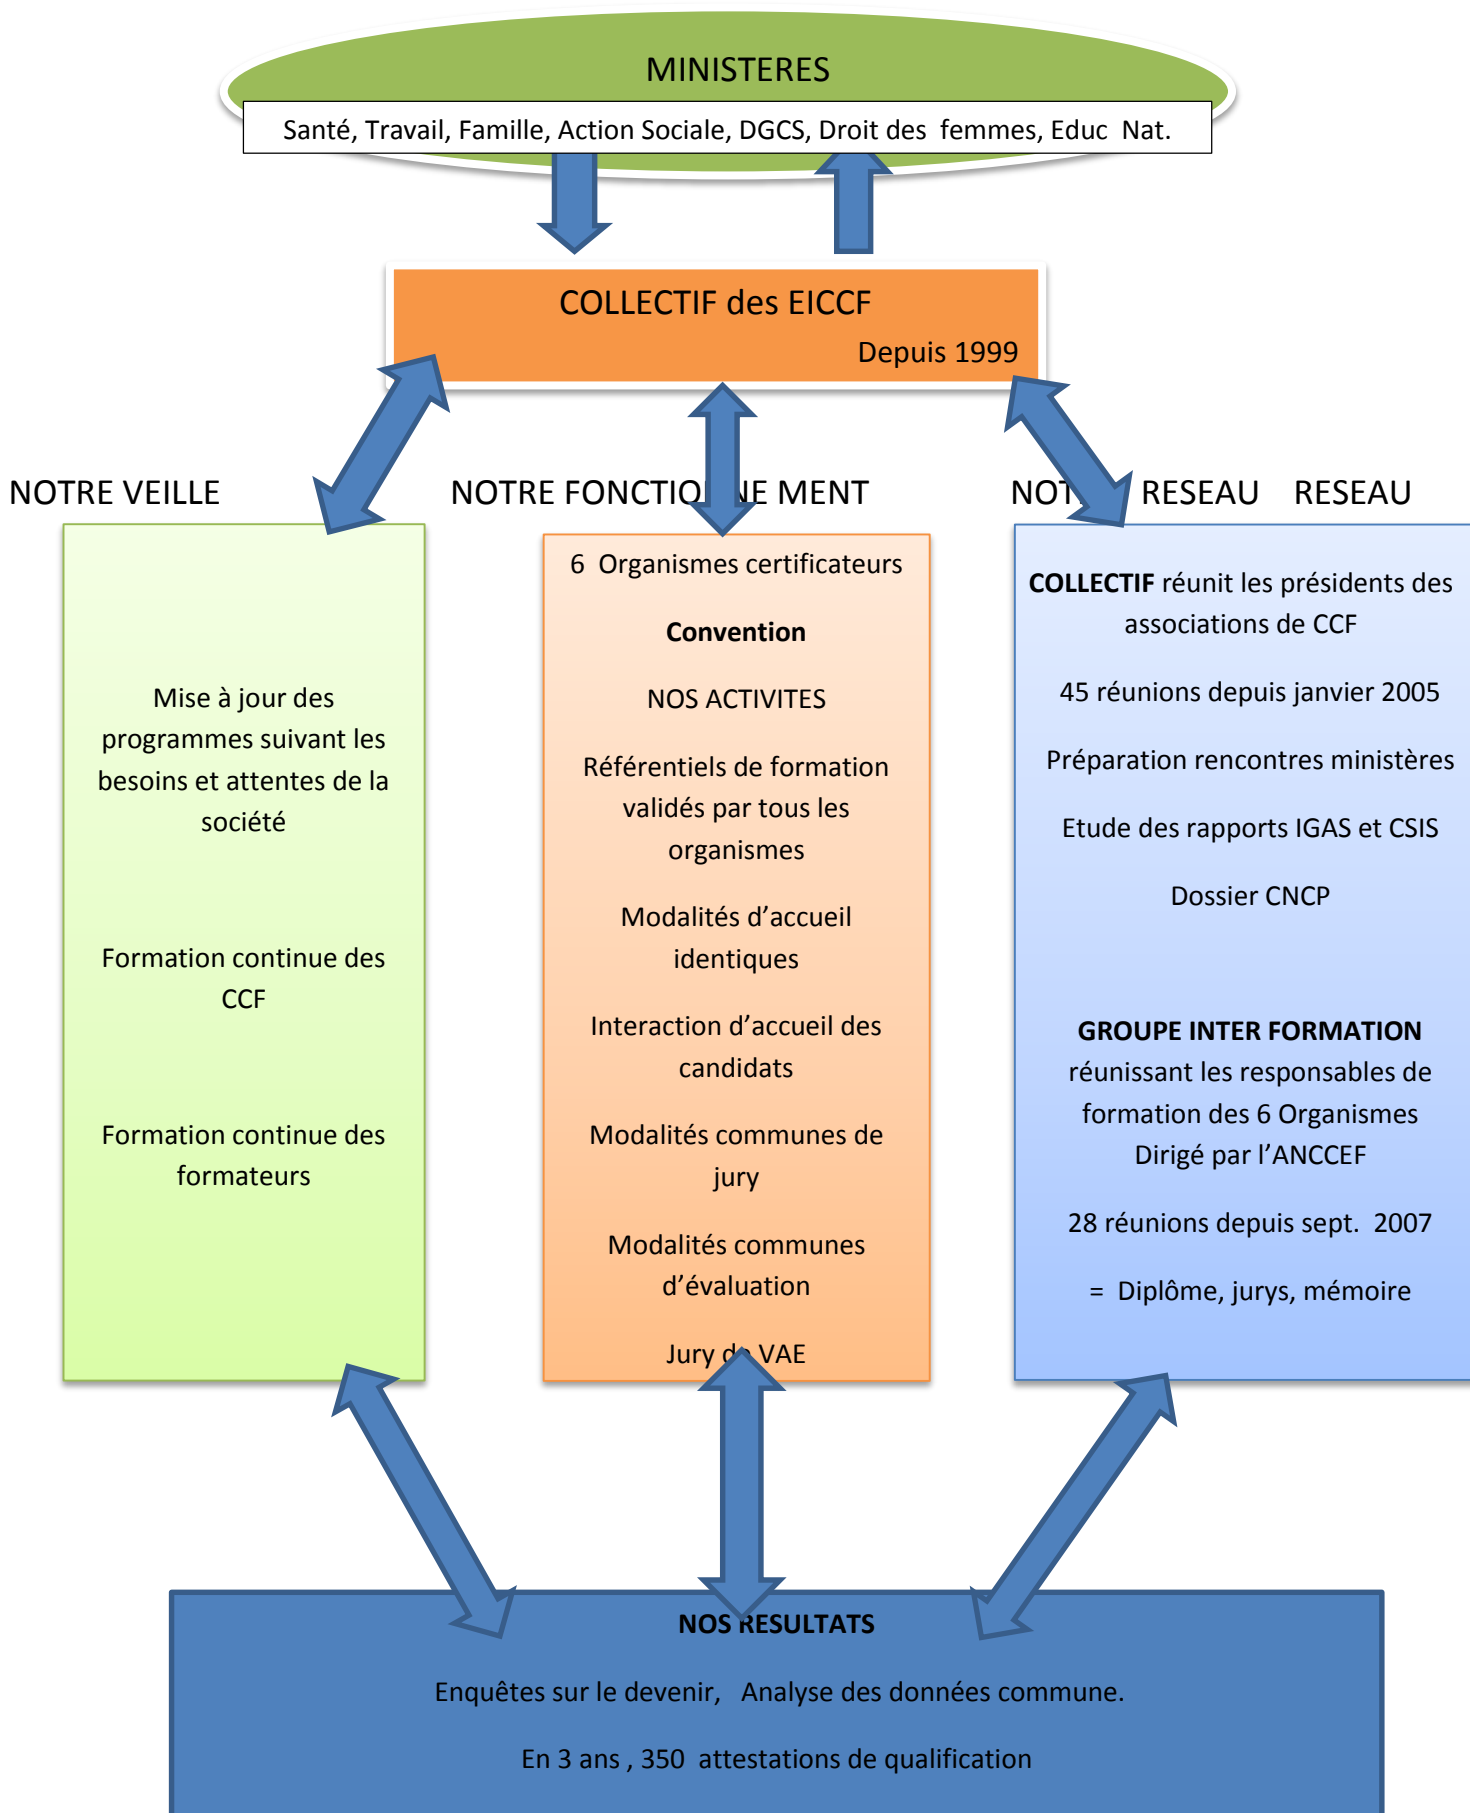 MINISTERES
Santé, Travail, Famille, Action Sociale, DGCS, Droit des femmes, Educ Nat.
COLLECTIF des EICCF
Depuis 1999
NOTRE VEILLE
Mise à jour des
programmes suivant les
besoins et attentes de la
société
Formation continue des
CCF
Formation continue des
formateurs
NOTRE FONCTIONNE MENT
6 Organismes certificateurs
Convention
NOS ACTIVITES
Référentiels de formation
validés par tous les
organismes
Modalités d’accueil
identiques
Interaction d’accueil des
candidats
Modalités communes de
jury
Modalités communes
d’évaluation
Jury de VAE
NOTRE RESEAU RESEAU
COLLECTIF réunit les présidents des
associations de CCF
45 réunions depuis janvier 2005
Préparation rencontres ministères
Etude des rapports IGAS et CSIS
Dossier CNCP
GROUPE INTER FORMATION
réunissant les responsables de
formation des 6 Organismes
Dirigé par l’ANCCEF
28 réunions depuis sept. 2007
= Diplôme, jurys, mémoire
NOS RESULTATS
Enquêtes sur le devenir, Analyse des données commune.
En 3 ans , 350 attestations de qualification